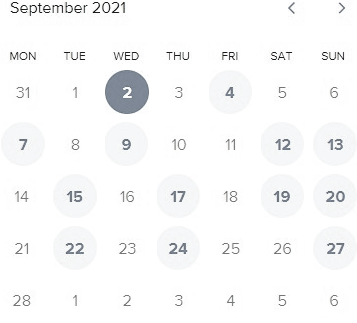 September 2021
MON TUE WED THU FRI SAT SUN
31 1 2 3 4 5 6
7 8 9 10 11 12 13
14 15 16 17 18 19 20
21 22 23 24 25 26 27
28 1 2 3 4 5 6